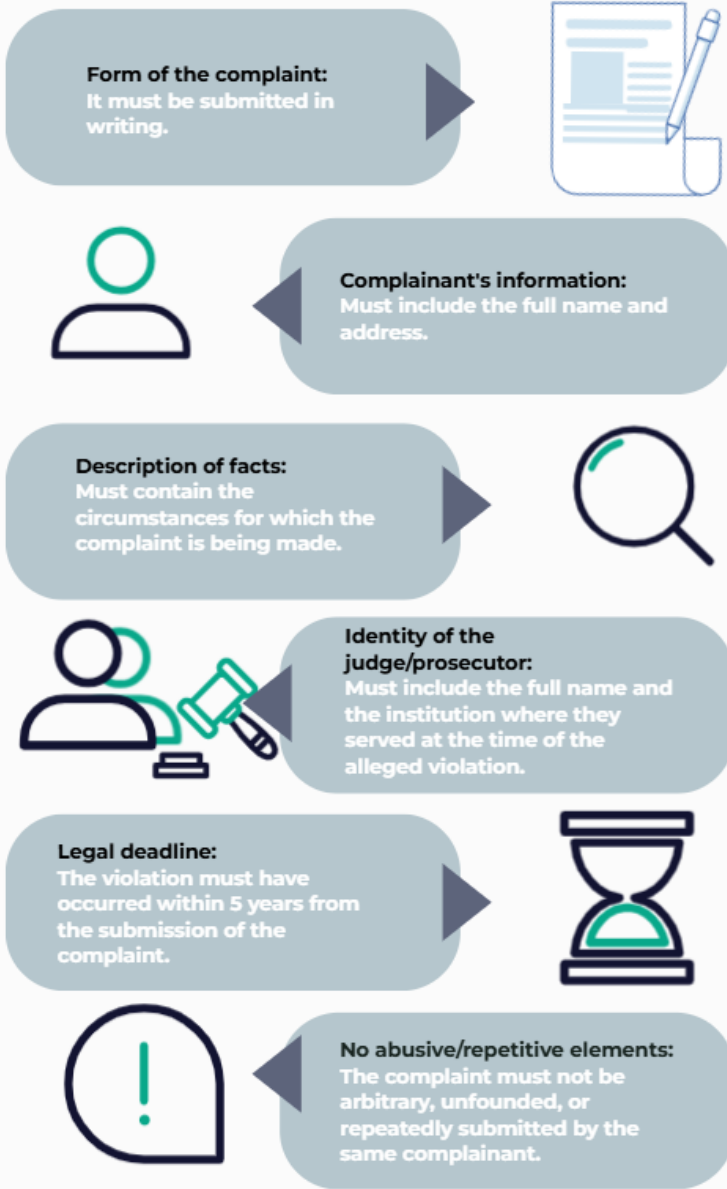 Form of the complaint:
It must be submitted in
writing.
Complainant's information:
Must include the full name and
address.
Description of facts:
Must contain the
circumstances for which the
complaint is being made.
Identity of the
judge/prosecutor:
Must include the full name and
the institution where they
served at the time of the
alleged violation.
Legal deadline:
The violation must have
occurred within 5 years from
the submission of the
complaint.
No abusive/repetitive elements:
The complaint must not be
arbitrary, unfounded, or
repeatedly submitted by the
same complainant.